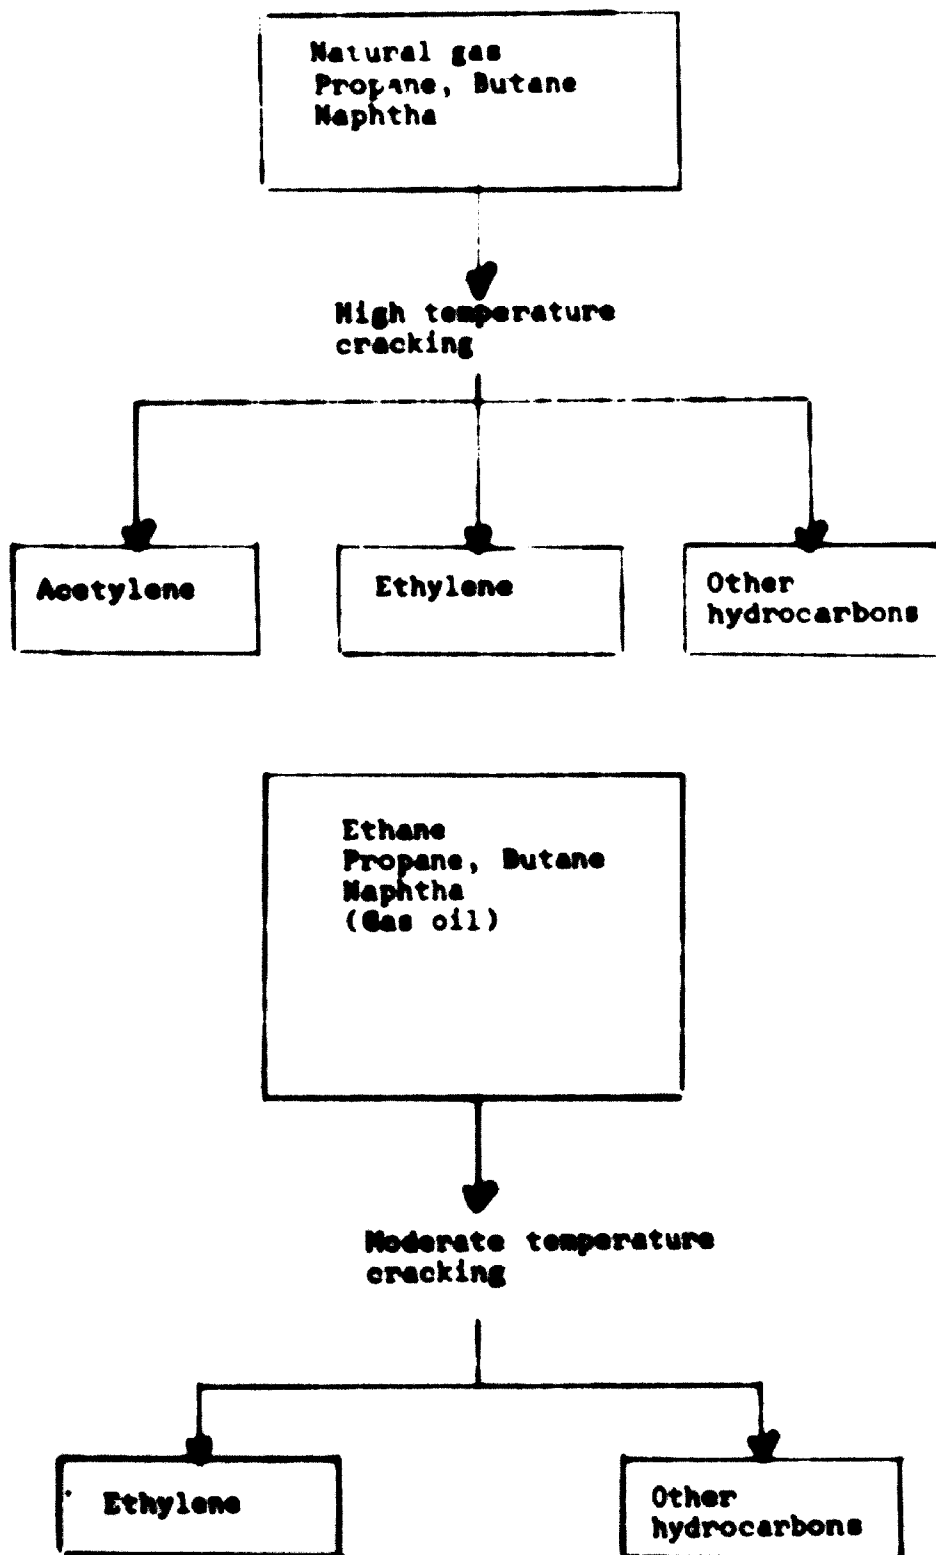 Natural gas
Propane, Butane
Naphtha
High temperature
cracking
Acetylene
Ethylene
Other
hydrocarbons
Ethane
Propane, Butane
Naphtha
(Gas oil)
Moderate temperature
cracking
Ethylene
Other
hydrocarbons